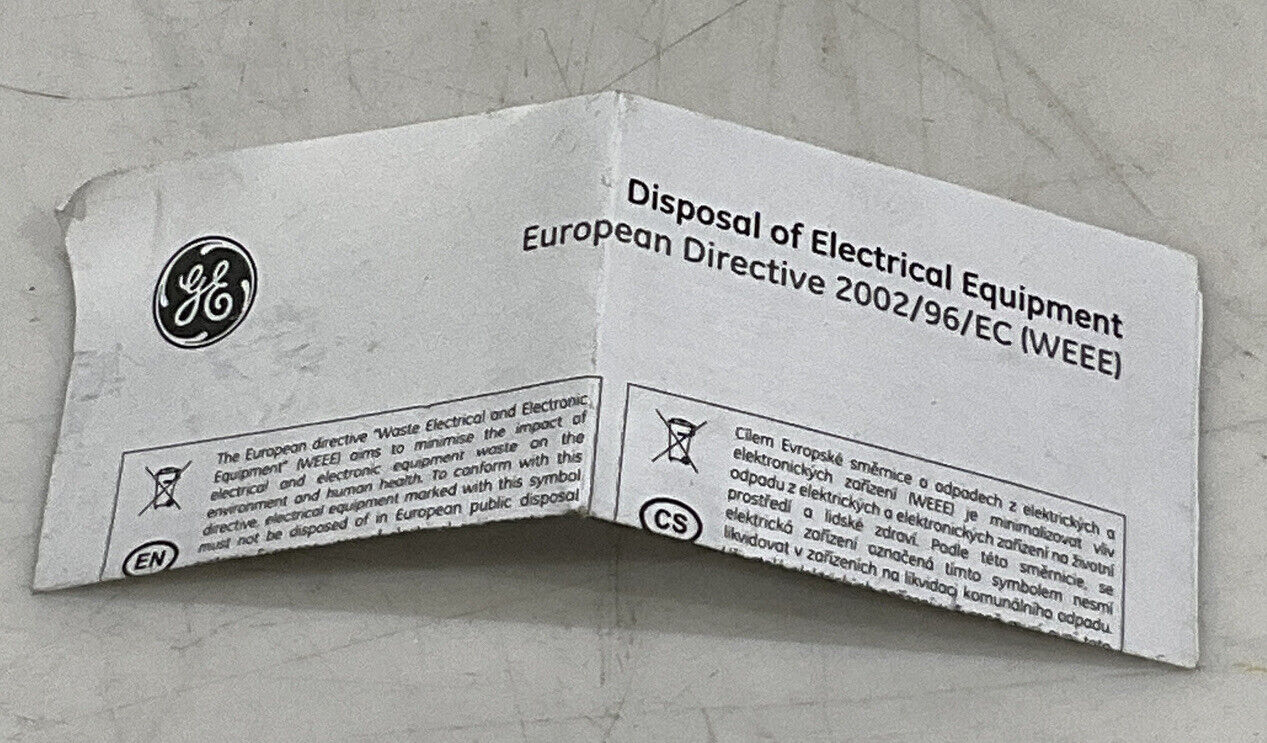 GE
Disposal of Electrical Equipment
European Directive 2002/96/EC (WEEE)
The European directive "Waste Electrical and Electronic
Equipment" (WEEE) aims to minimise the impact of
electrical and electronic equipment waste on the
environment and human health. To conform with this
directive, electrical equipment marked with this symbol
must not be disposed of in European public disposal
EN
Cílem Evropské směrnice o odpadech z elektrických a
elektronických zařízení (WEEE) je minimalizovat vliv
odpadu z elektrických a elektronických zařízení na životní
prostředí a lidské zdraví. Podle této směrnice, se
elektrická zařízení označená tímto symbolem nesmí
likvidovat v zařízeních na likvidaci komunálního odpadu.
CS